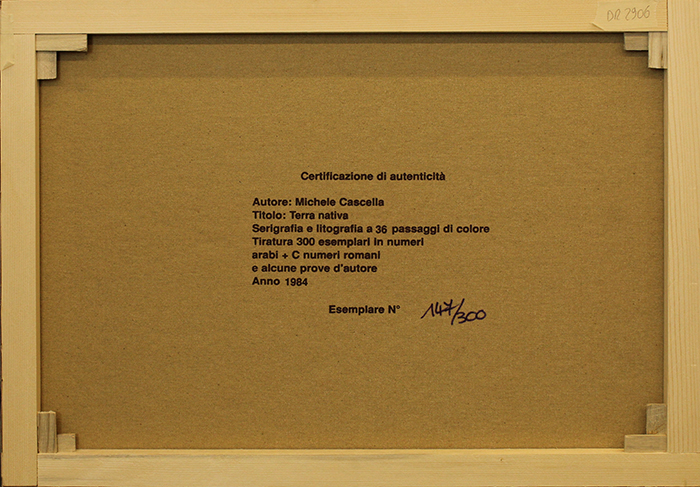 DR 2906
Certificazione di autenticità
Autore: Michele Cascella
Titolo: Terra nativa
Serigrafia e litografia a 36 passaggi di colore
Tiratura 300 esemplari in numeri
arabi + C numeri romani
e alcune prove d'autore
Anno 1984
Esemplare N° 147/300